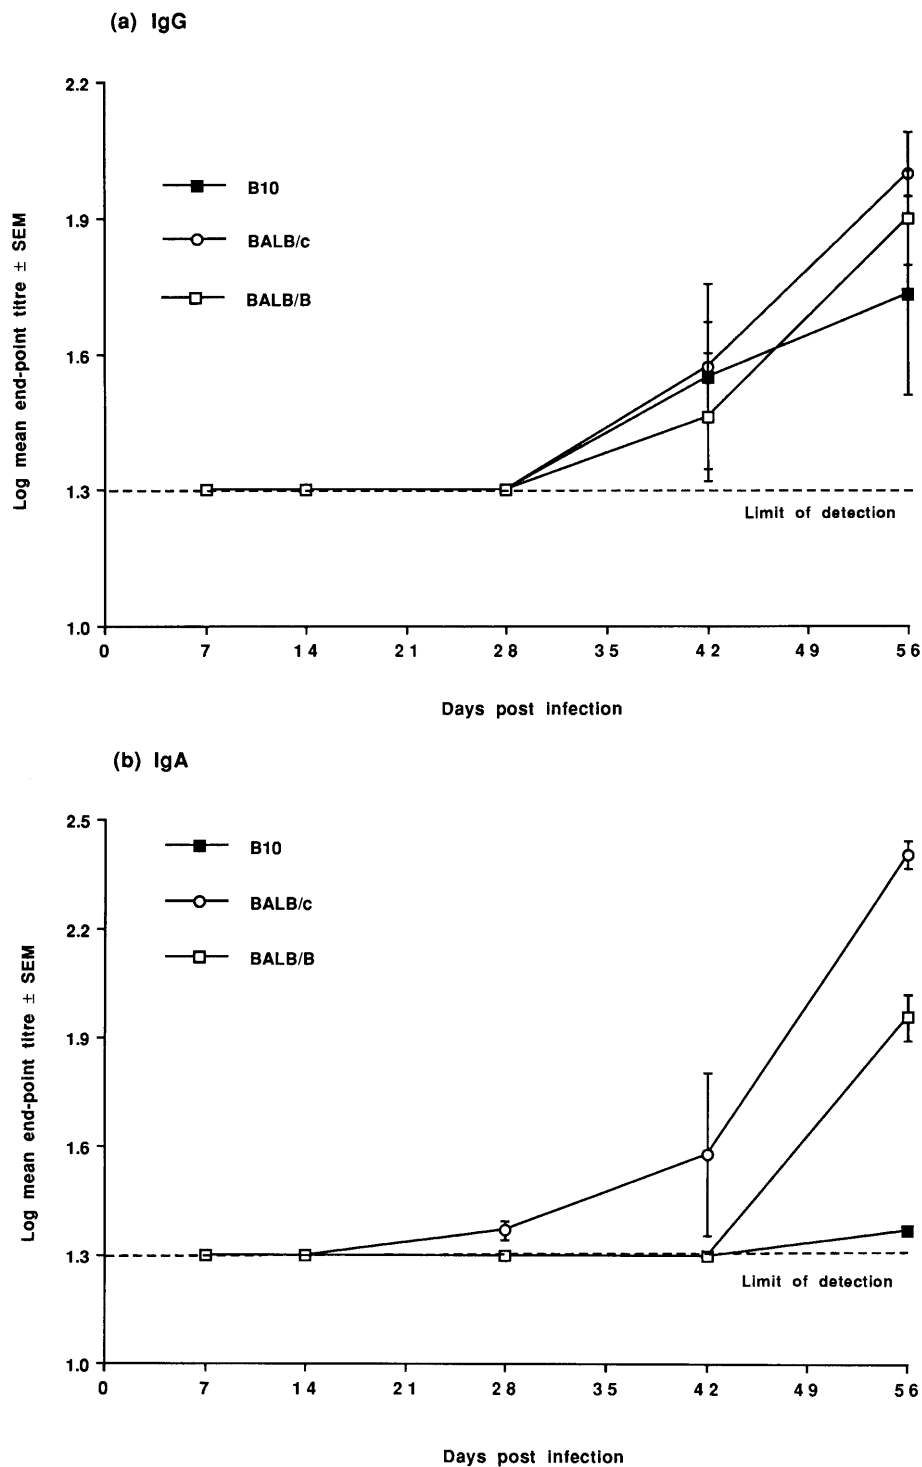 (a) IgG
Log mean end-point titre ± SEM
2.2
1.9
1.6
1.3
1.0
B10
BALB/c
BALB/B
Limit of detection
0 7 14 21 28 35 42 49 56
Days post infection
(b) IgA
Log mean end-point titre ± SEM
2.5
2.2
1.9
1.6
1.3
1.0
B10
BALB/c
BALB/B
Limit of detection
0 7 14 21 28 35 42 49 56
Days post infection